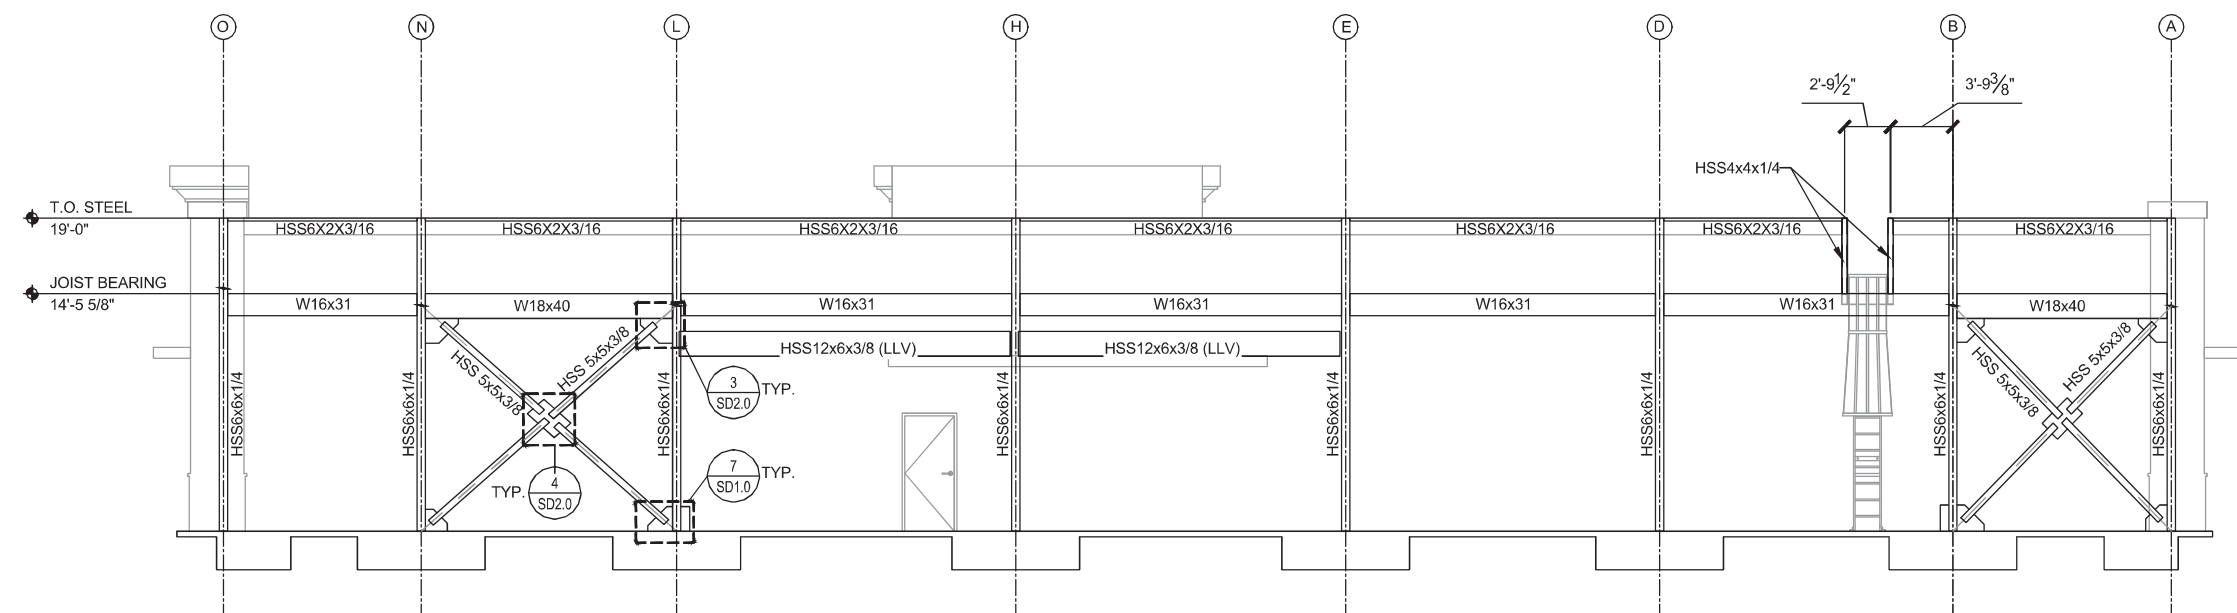 O N L H E D B A
2'-9 1/2" 3'-9 3/8"
HSS4x4x1/4
T.O. STEEL
19'-0"
HSS6X2X3/16 HSS6X2X3/16 HSS6X2X3/16 HSS6X2X3/16 HSS6X2X3/16 HSS6X2X3/16 HSS6X2X3/16
JOIST BEARING
14'-5 5/8"
W16x31 W18x40 W16x31 W16x31 W16x31 W16x31 W18x40
HSS 5x5x3/8 HSS 5x5x3/8 HSS 5x5x3/8 HSS 5x5x3/8
HSS12x6x3/8 (LLV) HSS12x6x3/8 (LLV)
3 TYP.
SD2.0
HSS6x6x1/4 HSS6x6x1/4 HSS6x6x1/4 HSS6x6x1/4 HSS6x6x1/4 HSS6x6x1/4 HSS6x6x1/4 HSS6x6x1/4
7 TYP.
SD1.0
TYP. 4
SD2.0